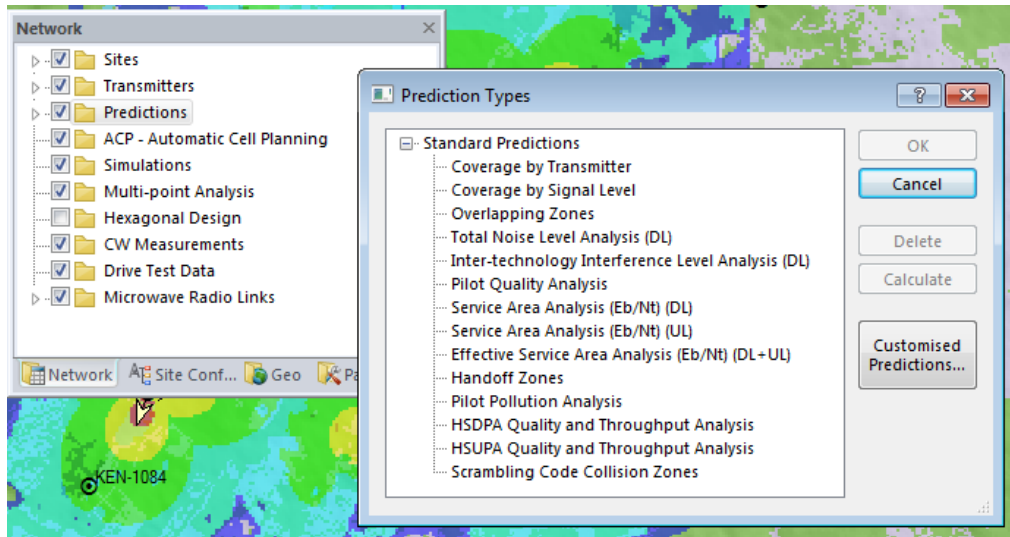 Network
Sites
Transmitters
Predictions
ACP - Automatic Cell Planning
Simulations
Multi-point Analysis
Hexagonal Design
CW Measurements
Drive Test Data
Microwave Radio Links
Network
Site Conf...
Geo
Pa
KEN-1084
Prediction Types
Standard Predictions
Coverage by Transmitter
Coverage by Signal Level
Overlapping Zones
Total Noise Level Analysis (DL)
Inter-technology Interference Level Analysis (DL)
Pilot Quality Analysis
Service Area Analysis (Eb/Nt) (DL)
Service Area Analysis (Eb/Nt) (UL)
Effective Service Area Analysis (Eb/Nt) (DL+UL)
Handoff Zones
Pilot Pollution Analysis
HSDPA Quality and Throughput Analysis
HSUPA Quality and Throughput Analysis
Scrambling Code Collision Zones
OK
Cancel
Delete
Calculate
Customised
Predictions...